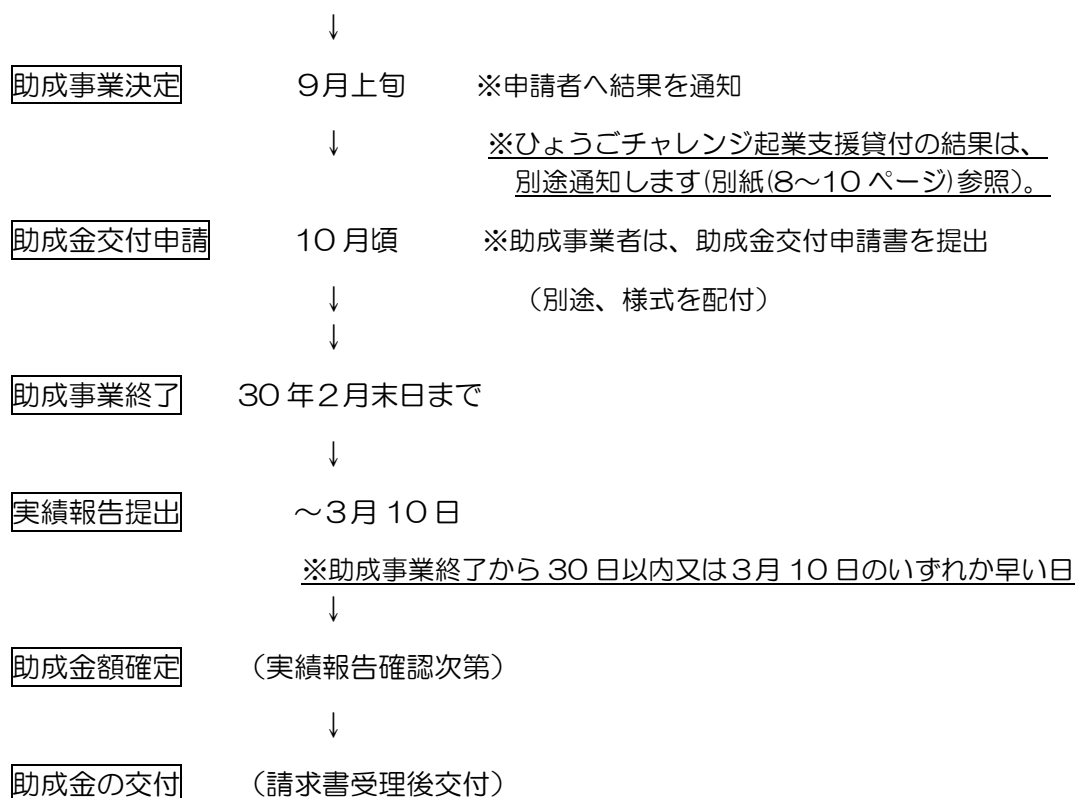 ↓
助成事業決定 9月上旬 ※申請者へ結果を通知
↓ ※ひょうごチャレンジ起業支援貸付の結果は、
別途通知します(別紙(8～10 ページ)参照)。
助成金交付申請 10 月頃 ※助成事業者は、助成金交付申請書を提出
↓ （別途、様式を配付）
↓
助成事業終了 30 年２月末日まで
↓
実績報告提出 ～３月 10 日
※助成事業終了から 30 日以内又は３月 10 日のいずれか早い日
↓
助成金額確定 （実績報告確認次第）
↓
助成金の交付 （請求書受理後交付）